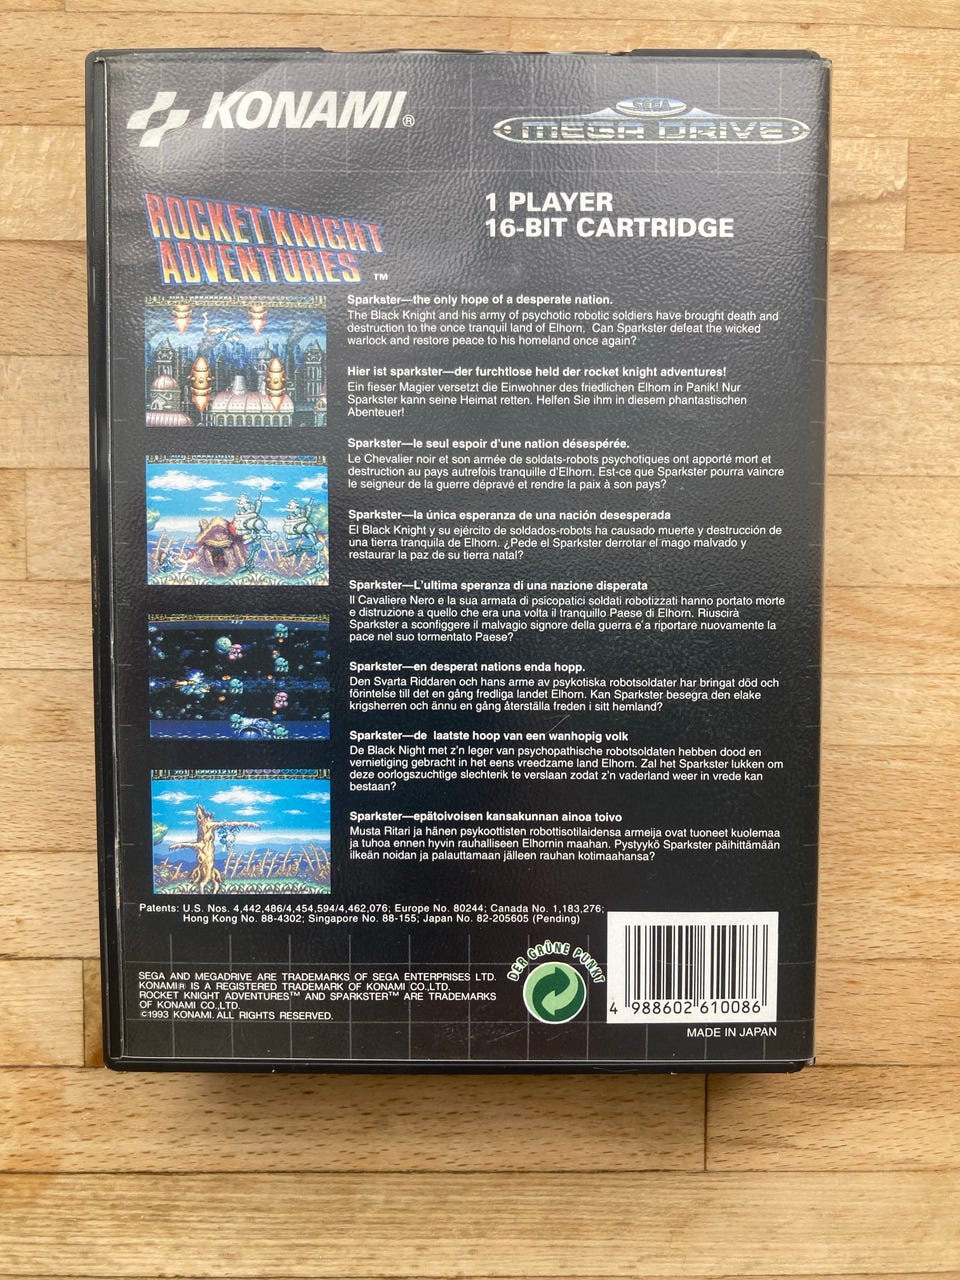 KONAMI®
SEGA
MEGA DRIVE
ROCKET KNIGHT
ADVENTURES ™
1 PLAYER
16-BIT CARTRIDGE
Sparkster—the only hope of a desperate nation.
The Black Knight and his army of psychotic robotic soldiers have brought death and
destruction to the once tranquil land of Elhorn. Can Sparkster defeat the wicked
warlock and restore peace to his homeland once again?
Hier ist sparkster—der furchtlose held der rocket knight adventures!
Ein fieser Magier versetzt die Einwohner des friedlichen Elhorn in Panik! Nur
Sparkster kann seine Heimat retten. Helfen Sie ihm in diesem phantastischen
Abenteuer!
Sparkster—le seul espoir d'une nation désespérée.
Le Chevalier noir et son armée de soldats-robots psychotiques ont apporté mort et
destruction au pays autrefois tranquille d'Elhorn. Est-ce que Sparkster pourra vaincre
le seigneur de la guerre dépravé et rendre la paix à son pays?
Sparkster—la única esperanza de una nación desesperada
El Black Knight y su ejército de soldados-robots ha causado muerte y destrucción de
una tierra tranquila de Elhorn. ¿Pede el Sparkster derrotar el mago malvado y
restaurar la paz de su tierra natal?
Sparkster—L'ultima speranza di una nazione disperata
Il Cavaliere Nero e la sua armata di psicopatici soldati robotizzati hanno portato morte
e distruzione a quello che era una volta il tranquillo Paese di Elhorn. Riuscirà
Sparkster a sconfiggere il malvagio signore della guerra e'a riportare nuovamente la
pace nel suo tormentato Paese?
Sparkster—en desperat nations enda hopp.
Den Svarta Riddaren och hans arme av psykotiska robotsoldater har bringat död och
förintelse till det en gång fredliga landet Elhorn. Kan Sparkster besegra den elake
krigsherren och ännu en gång återställa freden i sitt hemland?
Sparkster—de laatste hoop van een wanhopig volk
De Black Night met z'n leger van psychopathische robotsoldaten hebben dood en
vernietiging gebracht in het eens vreedzame land Elhorn. Zal het Sparkster lukken om
deze oorlogszuchtige slechterik te verslaan zodat z'n vaderland weer in vrede kan
bestaan?
Sparkster—epätoivoisen kansakunnan ainoa toivo
Musta Ritari ja hänen psykoottisten robottisotilaidensa armeija ovat tuoneet kuolemaa
ja tuhoa ennen hyvin rauhalliseen Elhornin maahan. Pystyykö Sparkster päihittämään
ilkeän noidan ja palauttamaan jälleen rauhan kotimaahansa?
Patents: U.S. Nos. 4,442,486/4,454,594/4,462,076; Europe No. 80244; Canada No. 1,183,276;
Hong Kong No. 88-4302; Singapore No. 88-155; Japan No. 82-205605 (Pending)
SEGA AND MEGADRIVE ARE TRADEMARKS OF SEGA ENTERPRISES LTD.
KONAMI® IS A REGISTERED TRADEMARK OF KONAMI CO.,LTD.
ROCKET KNIGHT ADVENTURES™ AND SPARKSTER™ ARE TRADEMARKS
OF KONAMI CO.,LTD.
©1993 KONAMI. ALL RIGHTS RESERVED.
DER GRÜNE PUNKT
4 988602 610086
MADE IN JAPAN